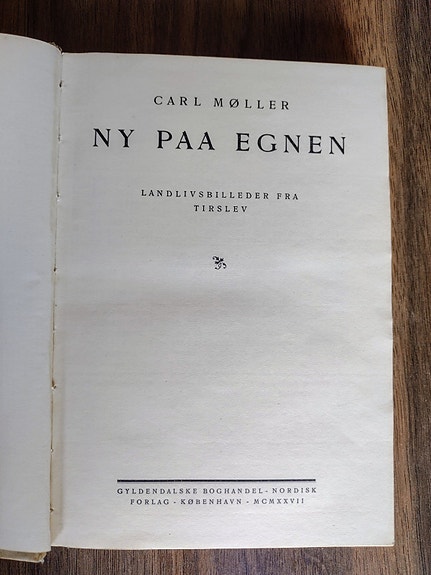 CARL MØLLER
NY PAA EGNEN
LANDLIVSBILLEDER FRA
TIRSLEV
GYLDENDALSKE BOGHANDEL - NORDISK
FORLAG - KØBENHAVN - MCMXXVII